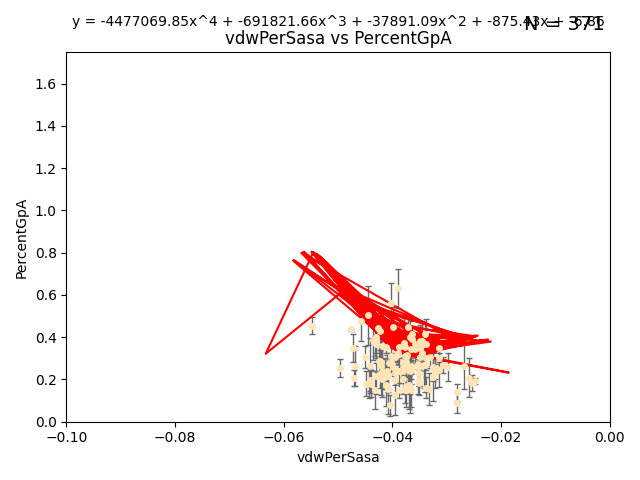 y = -4477069.85x^4 + -691821.66x^3 + -37891.09x^2 + -875.43x + -6.86
N = 371
vdwPerSasa vs PercentGpA
1.6
1.4
1.2
1.0
0.8
0.6
0.4
0.2
0.0
PercentGpA
−0.10 −0.08 −0.06 −0.04 −0.02 0.00
vdwPerSasa